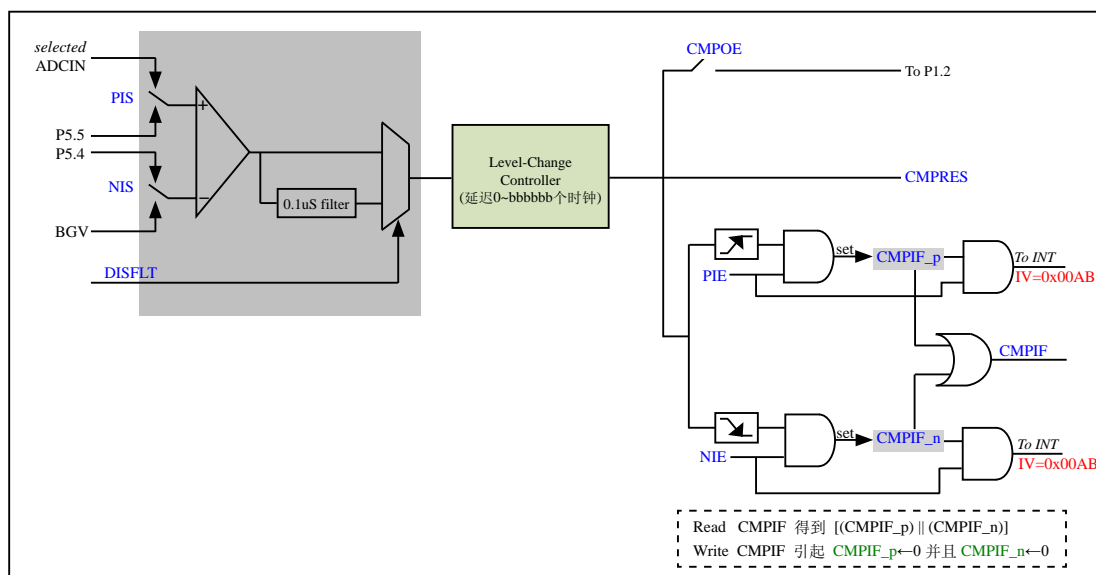 selected
ADCIN
PIS
P5.5
P5.4
NIS
BGV
DISFLT
+
−
0.1uS filter
Level-Change
Controller
(延迟0~bbbbbb个时钟)
CMPOE
To P1.2
CMPRES
PIE
set
CMPIF_p
To INT
IV=0x00AB
CMPIF
NIE
set
CMPIF_n
To INT
IV=0x00AB
Read CMPIF 得到 [(CMPIF_p) || (CMPIF_n)]
Write CMPIF 引起 CMPIF_p←0 并且 CMPIF_n←0